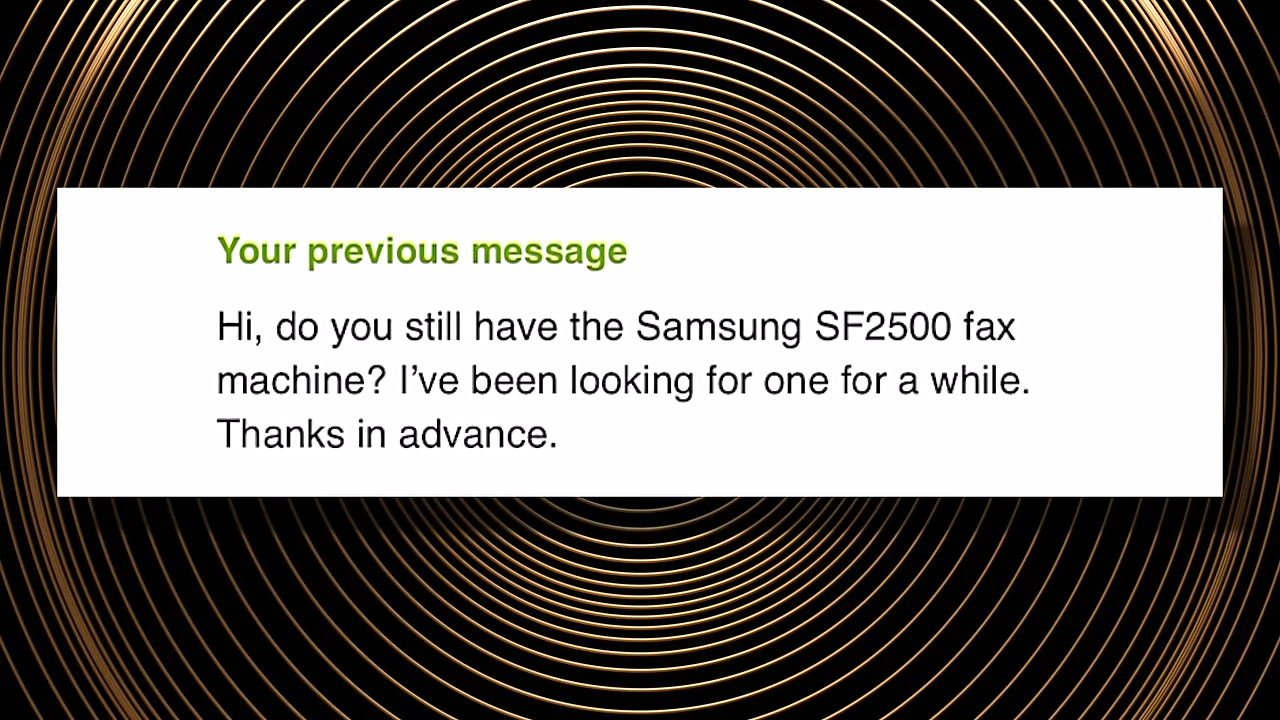 Your previous message
Hi, do you still have the Samsung SF2500 fax
machine? I’ve been looking for one for a while.
Thanks in advance.